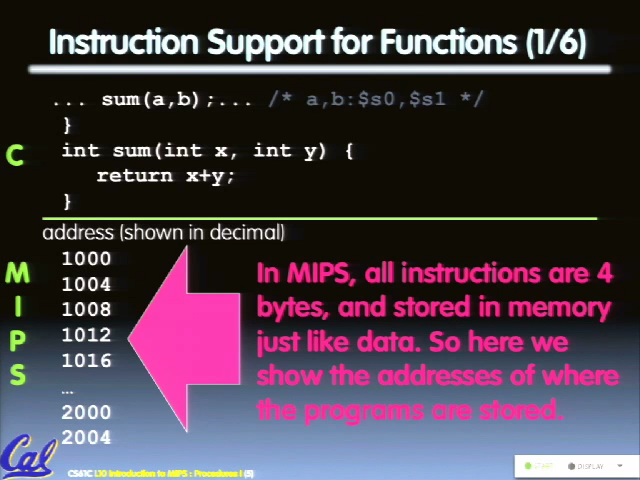 Instruction Support for Functions (1/6)
... sum(a,b);... /* a,b:$s0,$s1 */
}
C
int sum(int x, int y) {
return x+y;
}
address (shown in decimal)
M
I
P
S
1000
1004
1008
1012
1016
…
2000
2004
In MIPS, all instructions are 4
bytes, and stored in memory
just like data. So here we
show the addresses of where
the programs are stored.
Cal
CS61C L10 Introduction to MIPS : Procedures I (5)
START
DISPLAY